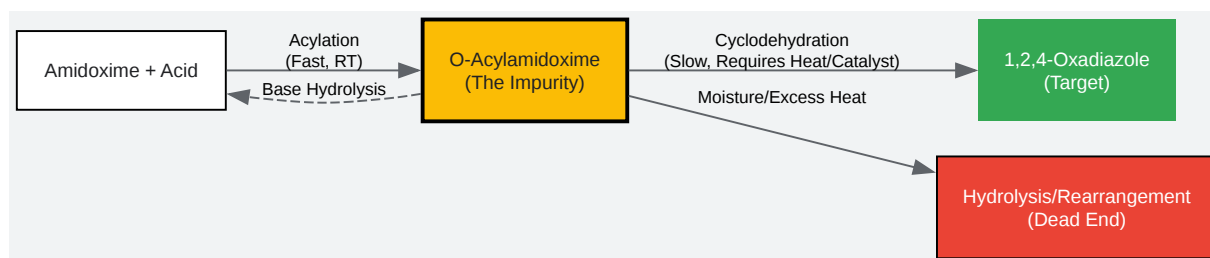 Amidoxime + Acid
Acylation
(Fast, RT)
Base Hydrolysis
O-Acylamidoxime
(The Impurity)
Cyclodehydration
(Slow, Requires Heat/Catalyst)
Moisture/Excess Heat
1,2,4-Oxadiazole
(Target)
Hydrolysis/Rearrangement
(Dead End)